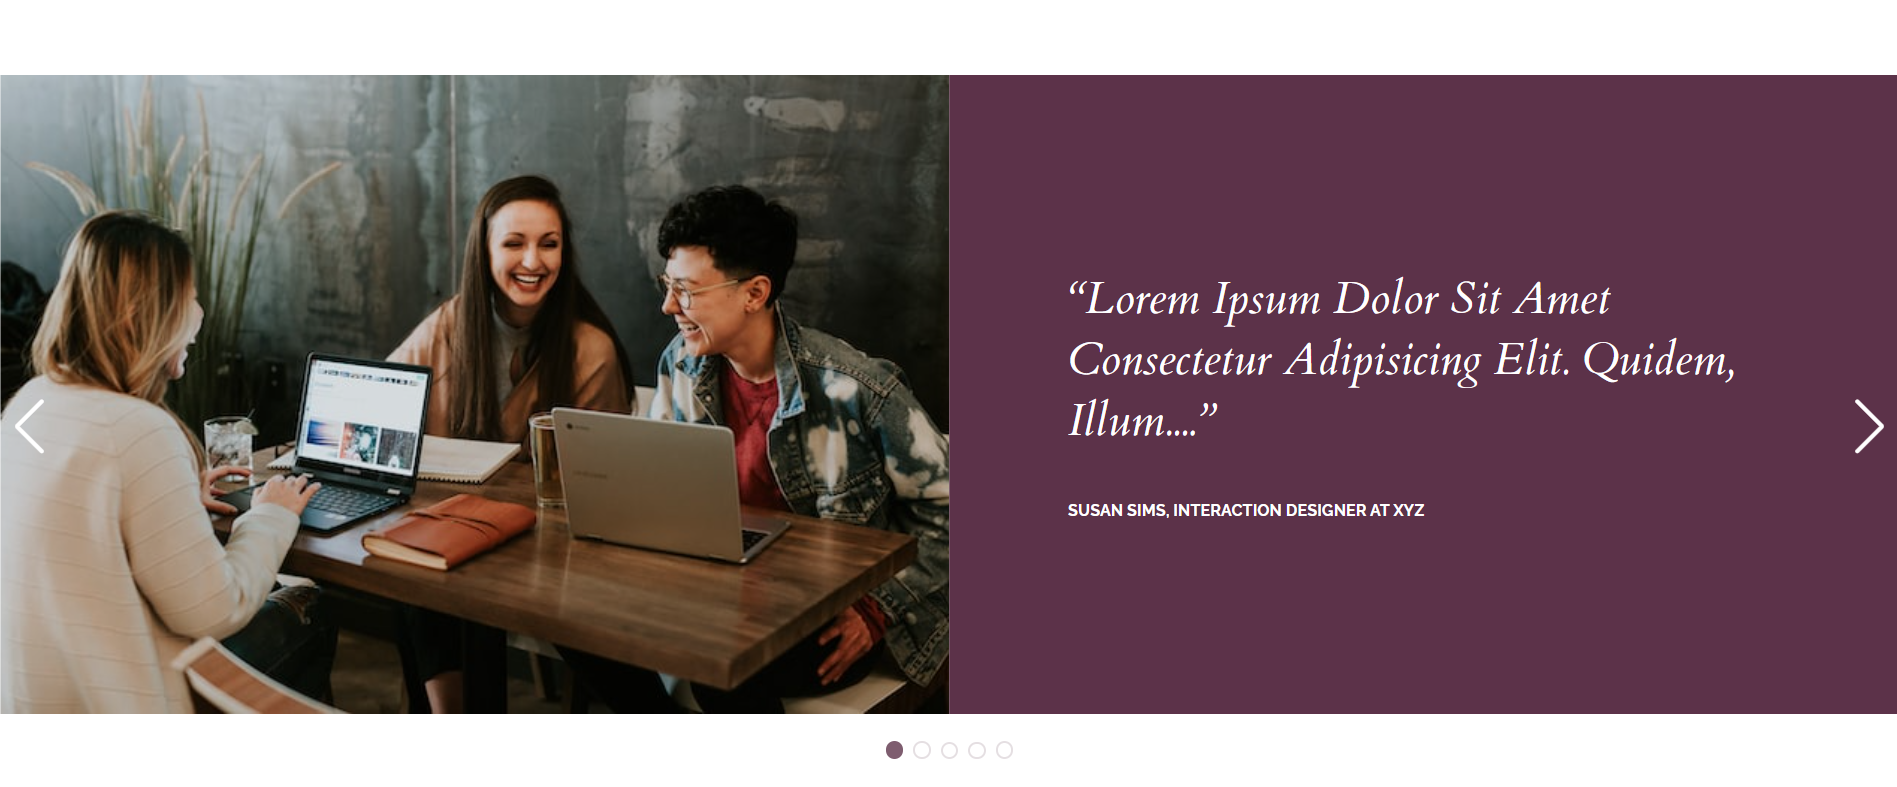 “Lorem Ipsum Dolor Sit Amet
Consectetur Adipisicing Elit. Quidem,
Illum....”
SUSAN SIMS, INTERACTION DESIGNER AT XYZ